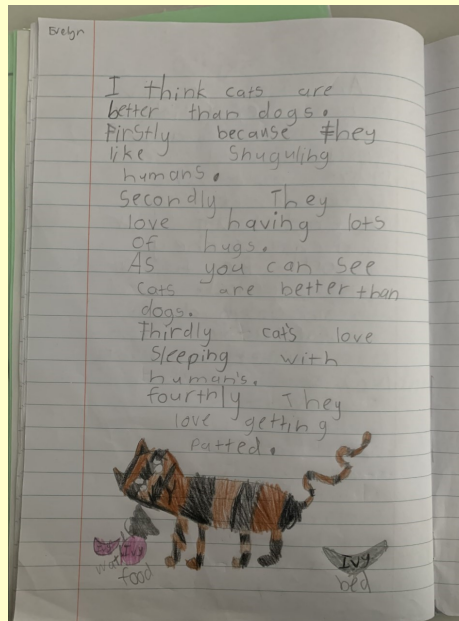 Evelyn
I think cats are
better than dogs.
Firstly because they
like Shuguling
humans.
Secondly They
love having lots
of hugs.
As you can see
cats are better than
dogs.
Thirdly cat's love
Sleeping with
human's.
fourthly They
love getting
patted.
Ivy
Ivy
food
bed